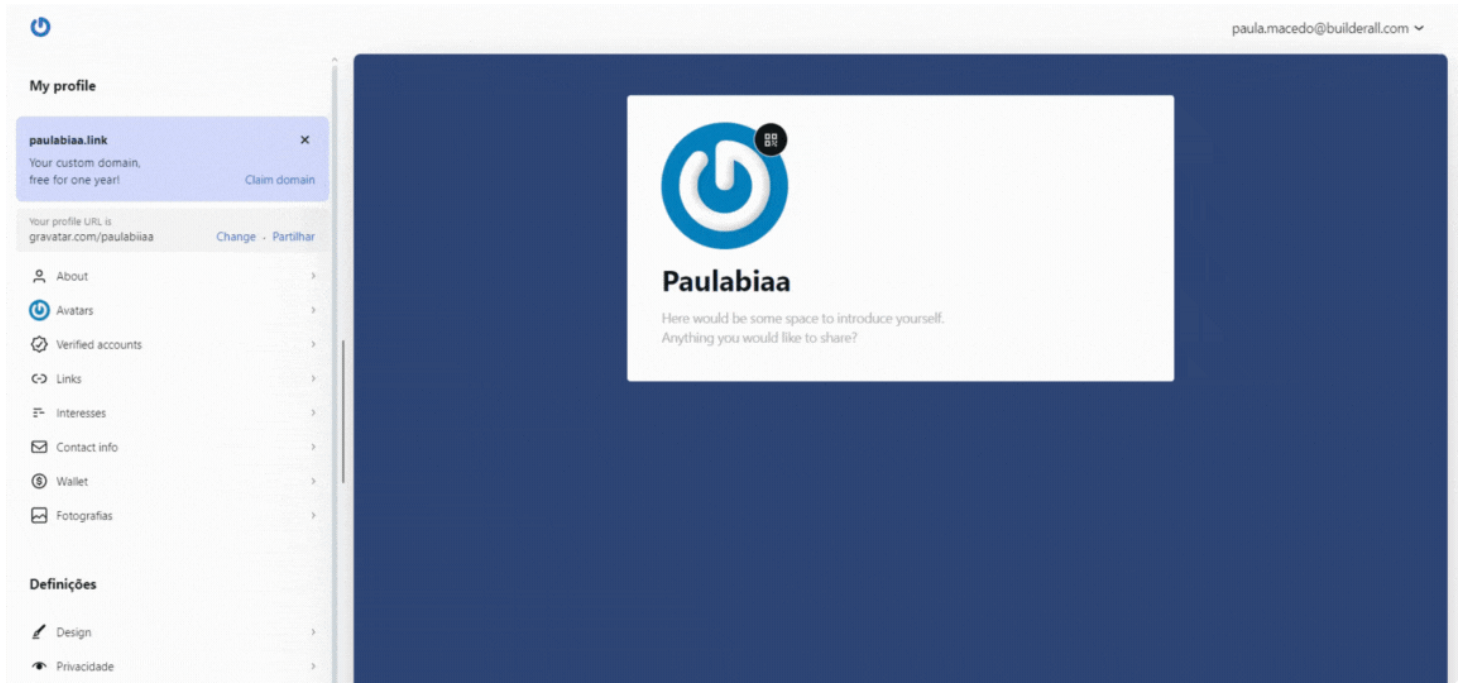 paula.macedo@builderall.com
My profile
paulabiaa.link
Your custom domain,
free for one year!
Claim domain
Your profile URL is
gravatar.com/paulabiiaa
Change · Partilhar
About
Avatars
Verified accounts
Links
Interesses
Contact info
Wallet
Fotografias
Definições
Design
Privacidade
Paulabiaa
Here would be some space to introduce yourself.
Anything you would like to share?